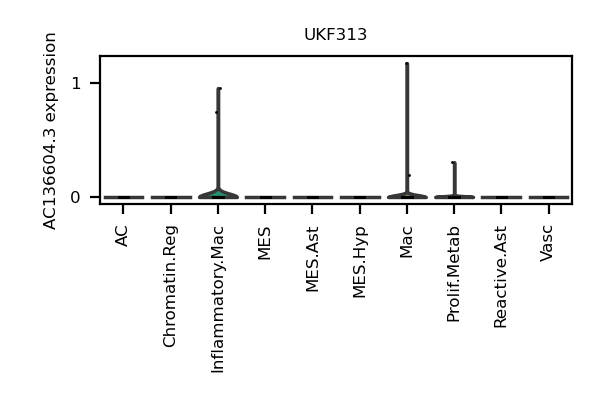 UKF313
AC136604.3 expression
1
0
AC
Chromatin.Reg
Inflammatory.Mac
MES
MES.Ast
MES.Hyp
Mac
Prolif.Metab
Reactive.Ast
Vasc